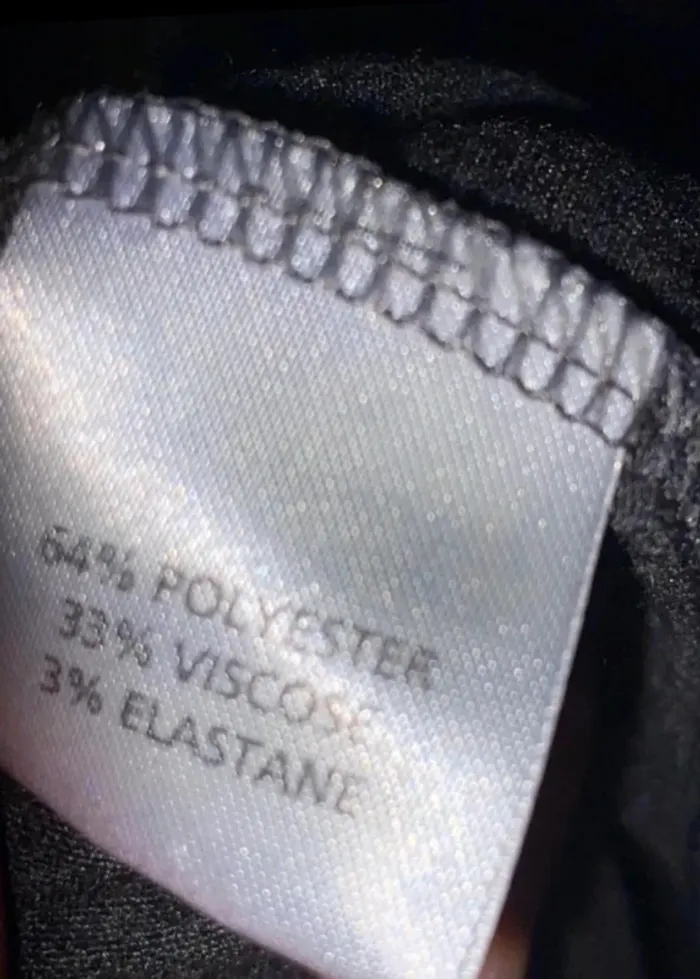 64% POLYESTER
33% VISCOSE
3% ELASTANE